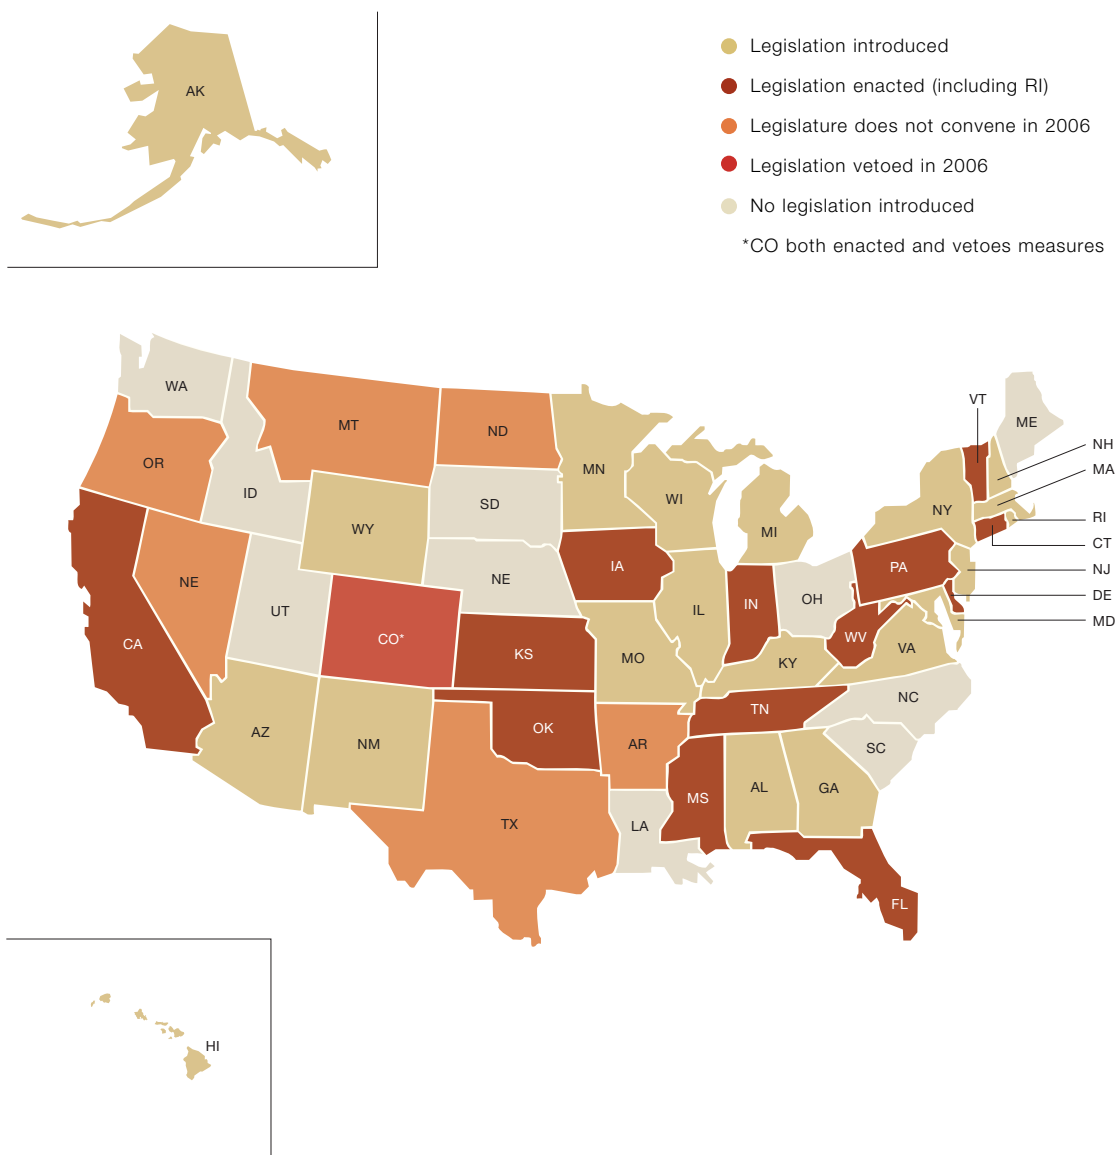 AK
Legislation introduced
Legislation enacted (including RI)
Legislature does not convene in 2006
Legislation vetoed in 2006
No legislation introduced
*CO both enacted and vetoes measures
WA
MT
ND
OR
ID
MN
SD
WI
MI
WY
NE
NE
UT
CA
CO*
KS
IA
IL
IN
OH
MO
KY
WV
VA
PA
NY
VT
ME
NH
MA
RI
CT
NJ
DE
MD
AZ
NM
OK
AR
TN
NC
SC
TX
LA
MS
AL
GA
FL
HI